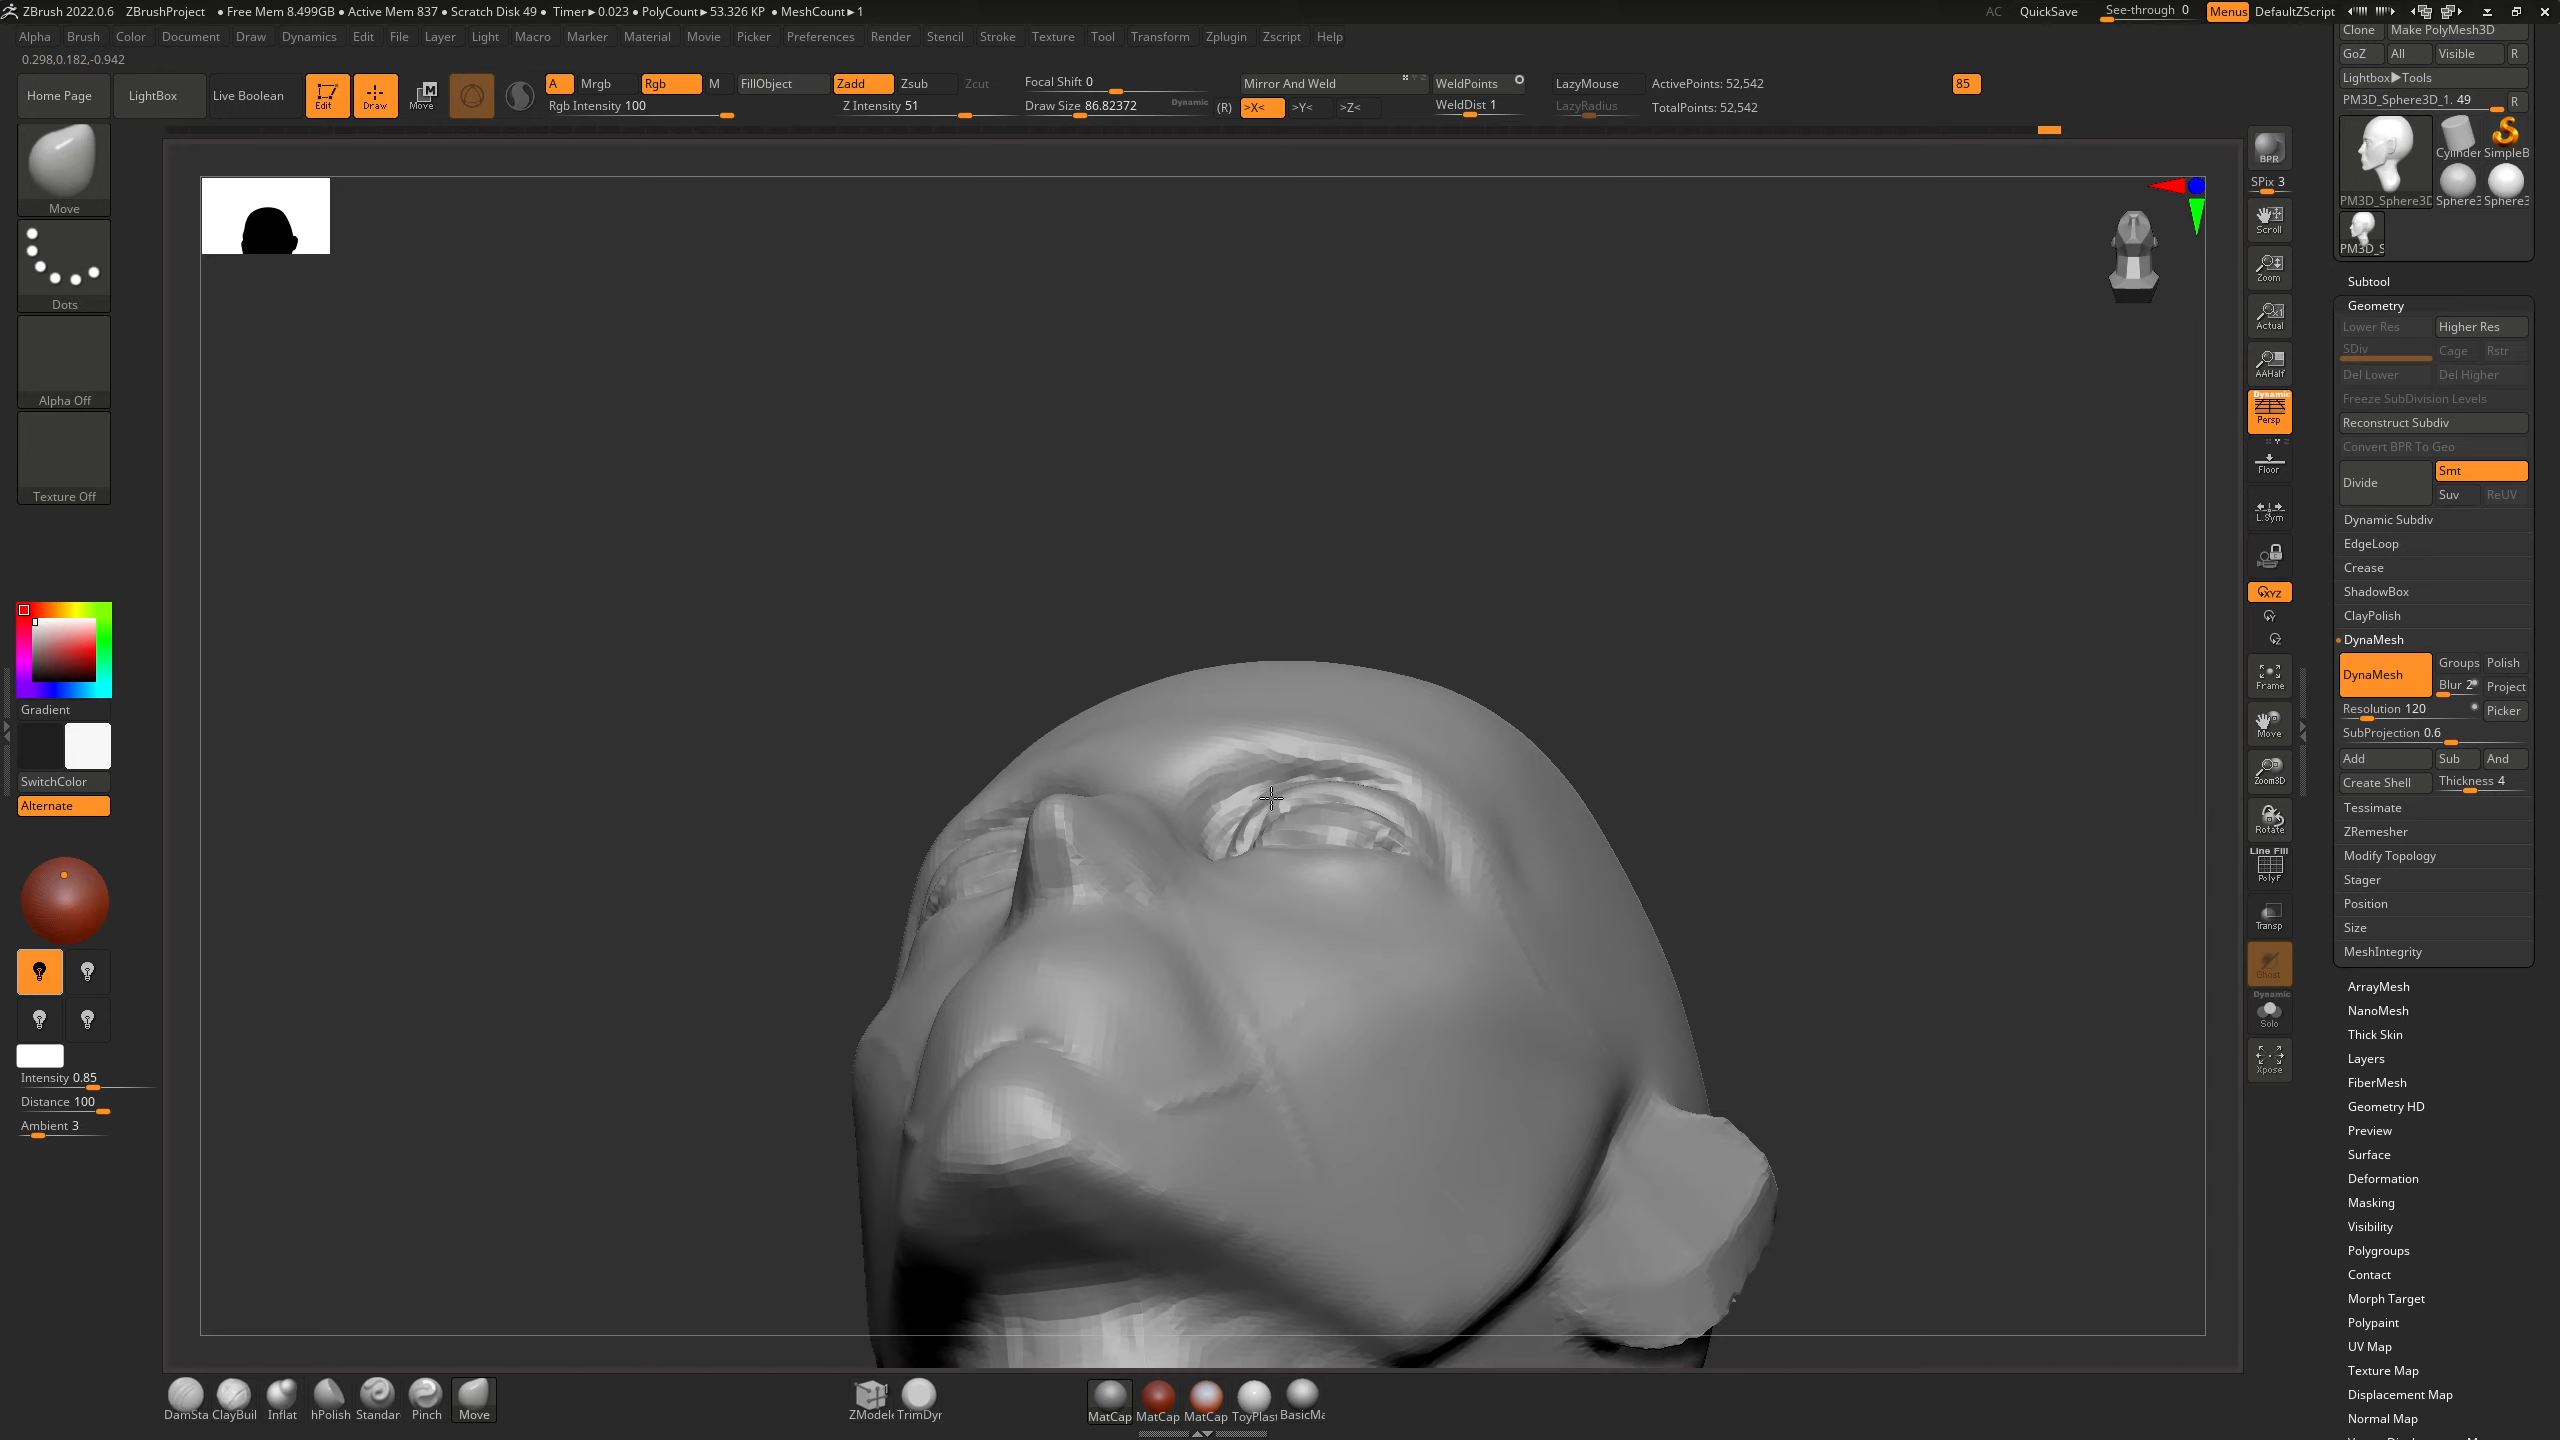 ZBrush 2022.0.6 ZBrushProject • Free Mem 8.499GB • Active Mem 837 • Scratch Disk 49 • Timer►0.023 • PolyCount►53.326 KP • MeshCount►1 AC QuickSave See-through 0 Menus DefaultZScript
Alpha Brush Color Document Draw Dynamics Edit File Layer Light Macro Marker Material Movie Picker Preferences Render Stencil Stroke Texture Tool Transform Zplugin Zscript Help
0.298,0.182,-0.942
Home Page LightBox Live Boolean Edit Draw Move
A Mrgb Rgb M FillObject Zadd Zsub Zcut Focal Shift 0 Mirror And Weld WeldPoints LazyMouse ActivePoints: 52,542 85
Rgb Intensity 100 Z Intensity 51 Draw Size 86.82372 Dynamic (R) >X< >Y< >Z< WeldDist 1 LazyRadius TotalPoints: 52,542
Move
Dots
Alpha Off
Texture Off
Gradient
SwitchColor
Alternate
Intensity 0.85
Distance 100
Ambient 3
BPR
SPix 3
Scroll
Zoom
Actual
AAHalf
Dynamic
Persp
Floor
L.Sym
XYZ
Y
Z
Frame
Move
Zoom3D
Rotate
Line Fill
PolyF
Transp
Ghost
Dynamic
Solo
Xpose
Clone Make PolyMesh3D
GoZ All Visible R
Lightbox►Tools
PM3D_Sphere3D_1. 49 R
Cylinder SimpleB
PM3D_Sphere3D Sphere3 Sphere3
PM3D_S
Subtool
Geometry
Lower Res Higher Res
SDiv Cage Rstr
Del Lower Del Higher
Freeze SubDivision Levels
Reconstruct Subdiv
Convert BPR To Geo
Divide Smt
Suv ReUV
Dynamic Subdiv
EdgeLoop
Crease
ShadowBox
ClayPolish
DynaMesh
DynaMesh Groups Polish
Blur 2 Project
Resolution 120 Picker
SubProjection 0.6
Add Sub And
Create Shell Thickness 4
Tessimate
ZRemesher
Modify Topology
Stager
Position
Size
MeshIntegrity
ArrayMesh
NanoMesh
Thick Skin
Layers
FiberMesh
Geometry HD
Preview
Surface
Deformation
Masking
Visibility
Polygroups
Contact
Morph Target
Polypaint
UV Map
Texture Map
Displacement Map
Normal Map
DamSta ClayBuil Inflat hPolish Standar Pinch Move ZModele TrimDyr MatCap MatCap MatCap ToyPlast BasicMa